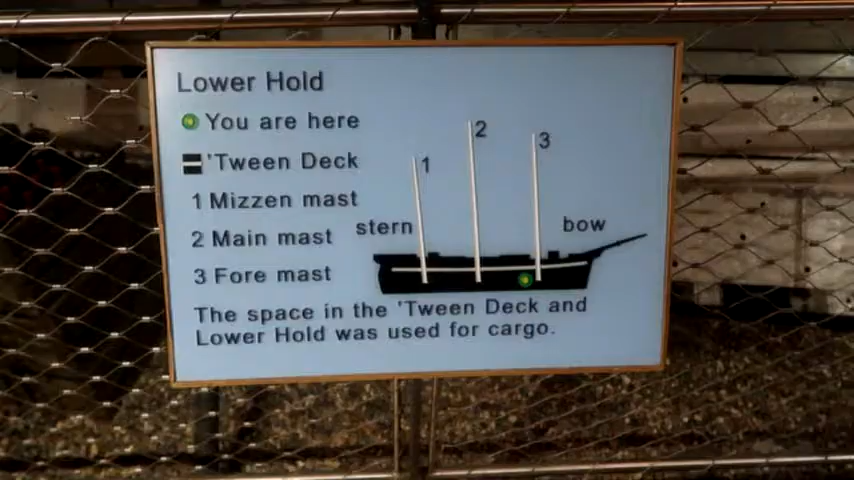 Lower Hold
You are here
'Tween Deck
1 Mizzen mast
2 Main mast
3 Fore mast
1
2
3
stern
bow
The space in the 'Tween Deck and
Lower Hold was used for cargo.